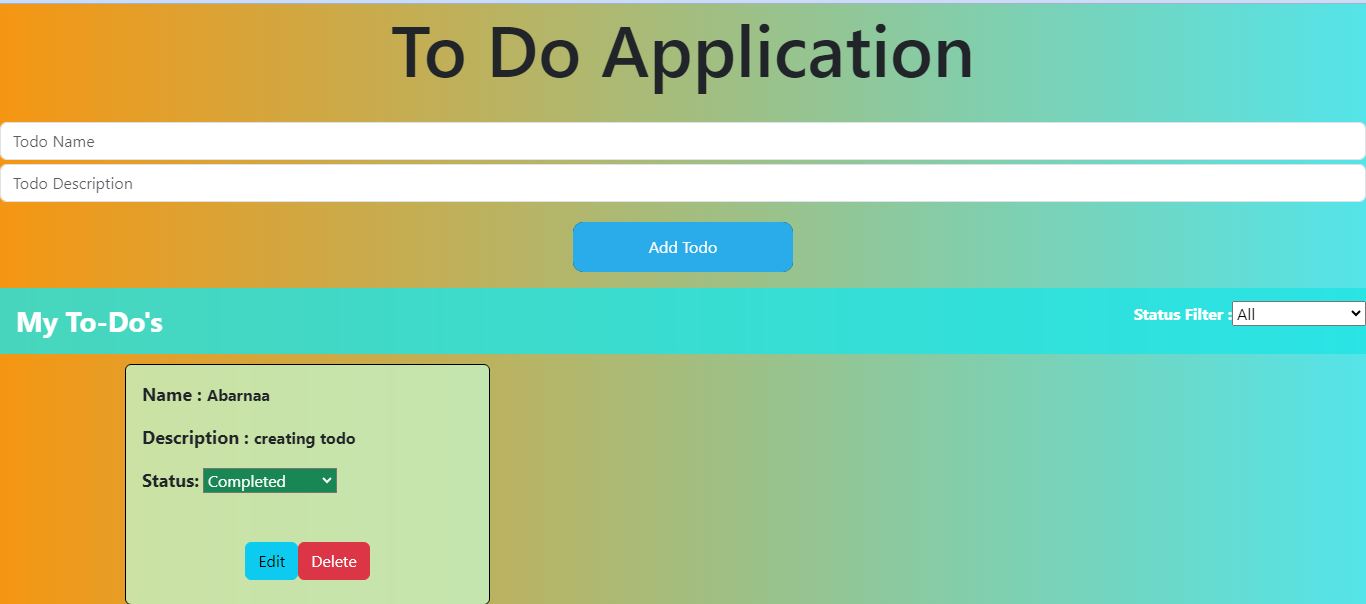 To Do Application
Todo Name
Todo Description
Add Todo
My To-Do's
Status Filter : All
Name : Abarnaa
Description : creating todo
Status: Completed
Edit Delete